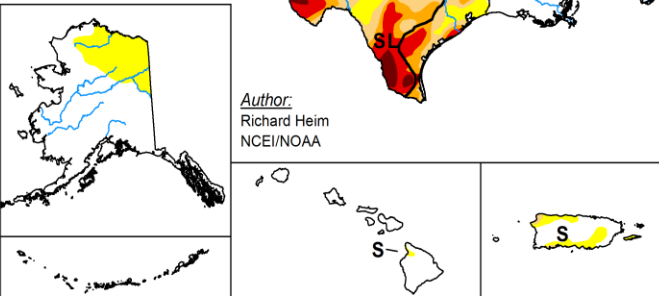 SL
Author:
Richard Heim
NCEI/NOAA
S
S